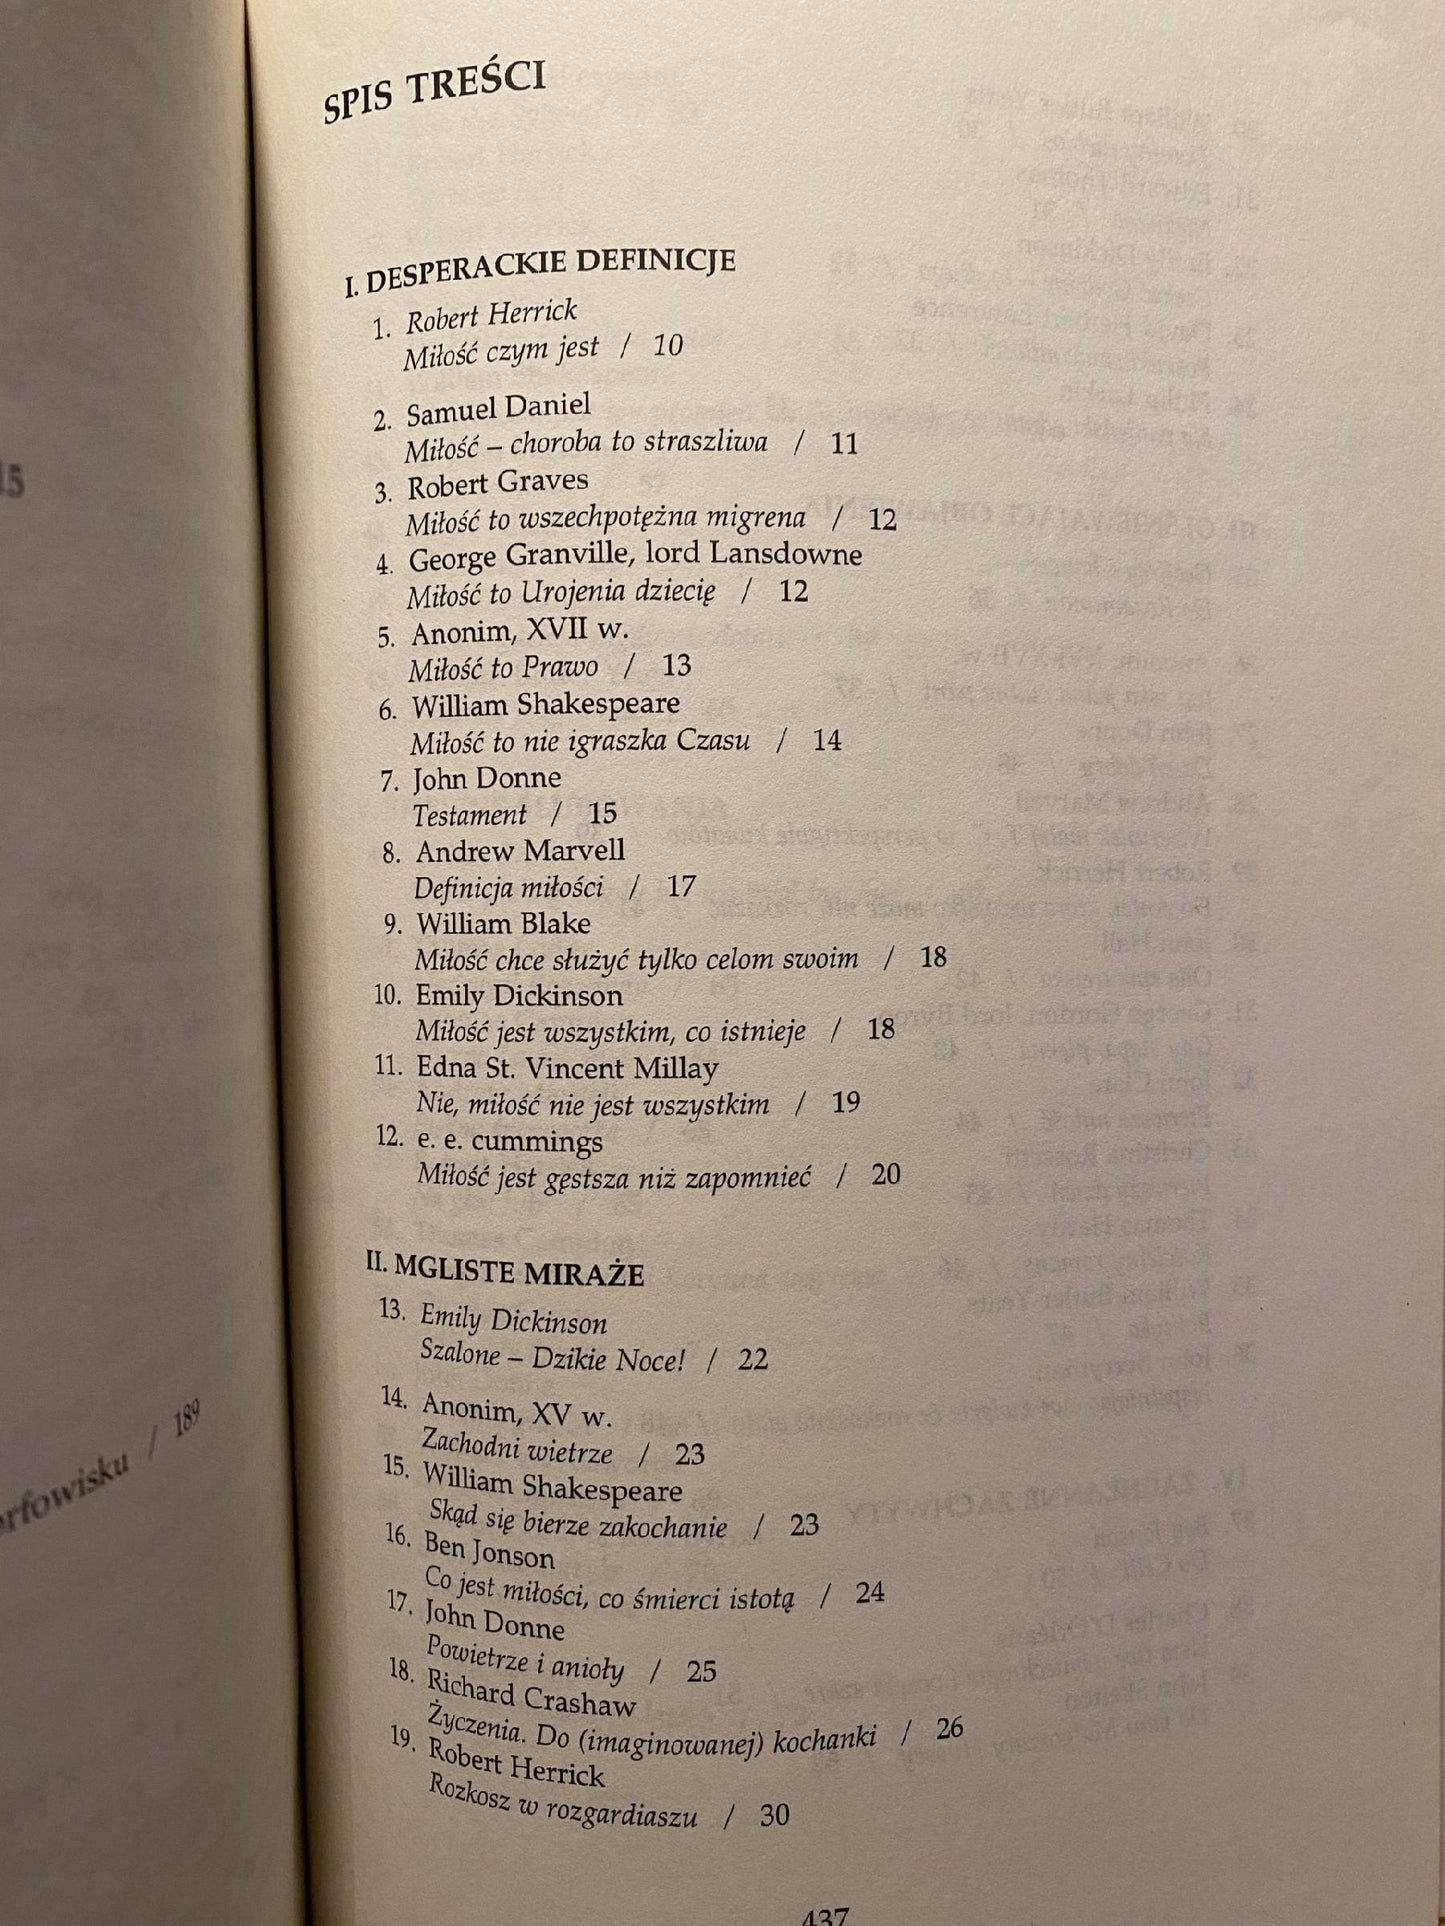 15
/ 189
SPIS TREŚCI
I. DESPERACKIE DEFINICJE
1. Robert Herrick
Miłość czym jest / 10
2. Samuel Daniel
Miłość – choroba to straszliwa / 11
3. Robert Graves
Miłość to wszechpotężna migrena / 12
4. George Granville, lord Lansdowne
Miłość to Urojenia dziecię / 12
5. Anonim, XVII w.
Miłość to Prawo / 13
6. William Shakespeare
Miłość to nie igraszka Czasu / 14
7. John Donne
Testament / 15
8. Andrew Marvell
Definicja miłości / 17
9. William Blake
Miłość chce służyć tylko celom swoim / 18
10. Emily Dickinson
Miłość jest wszystkim, co istnieje / 18
11. Edna St. Vincent Millay
Nie, miłość nie jest wszystkim / 19
12. e. e. cummings
Miłość jest gęstsza niż zapomnieć / 20
II. MGLISTE MIRAŻE
13. Emily Dickinson
Szalone – Dzikie Noce! / 22
14. Anonim, XV w.
Zachodni wietrze / 23
15. William Shakespeare
Skąd się bierze zakochanie / 23
16. Ben Jonson
Co jest miłości, co śmierci istotą / 24
17. John Donne
Powietrze i anioły / 25
18. Richard Crashaw
Życzenia. Do (imaginowanej) kochanki / 26
19. Robert Herrick
Rozkosz w rozgardiaszu / 30
437